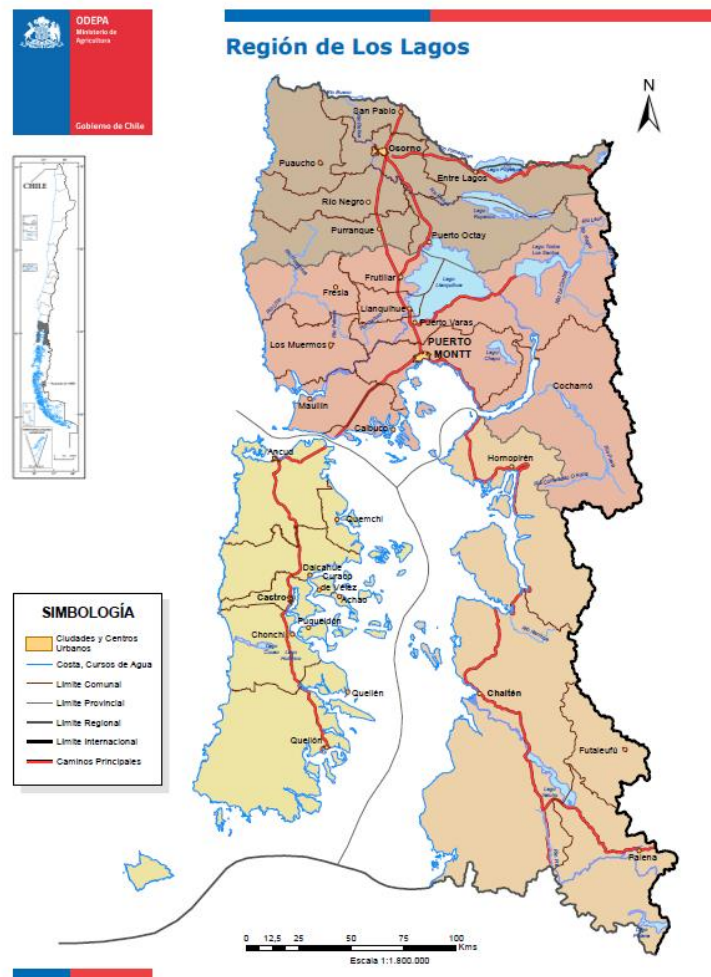 ODEPA
Ministerio de
Agricultura
Gobierno de Chile
Región de Los Lagos
N
CHILE
San Pablo
Osorno
Puaucho
Entre Lagos
Río Negro
Purranque
Puerto Octay
Lago Todos
Los Santos
Frutillar
Lago
Llanquihue
Fresia
Llanquihue
Puerto Varas
Los Muermos
PUERTO
MONTT
Lago
Chapo
Cochamó
Maullín
Calbuco
Ancud
Hornopirén
Quemchi
Dalcahue
Curaco
de Vélez
Castro
Achao
Puqueldón
Chonchi
Queilén
Chaitén
Quellón
Futaleufú
Palena
SIMBOLOGÍA
Ciudades y Centros
Urbanos
Costa, Cursos de Agua
Límite Comunal
Límite Provincial
Límite Regional
Límite Internacional
Caminos Principales
0 12,5 25 50 75 100
Kms
Escala 1:1.800.000